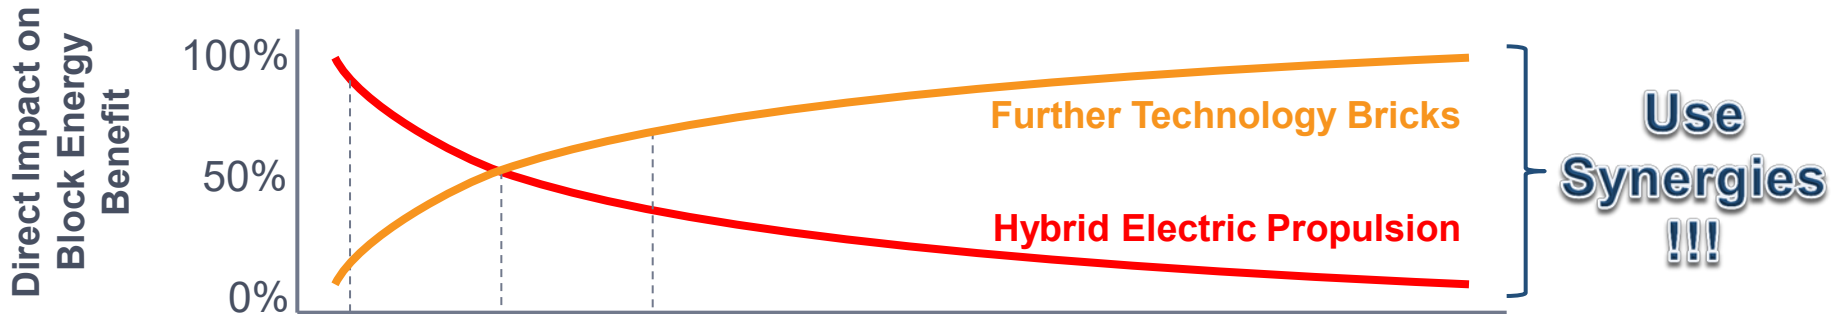 Direct Impact on
Block Energy
Benefit
100%
50%
0%
Further Technology Bricks
Hybrid Electric Propulsion
Use
Synergies
!!!